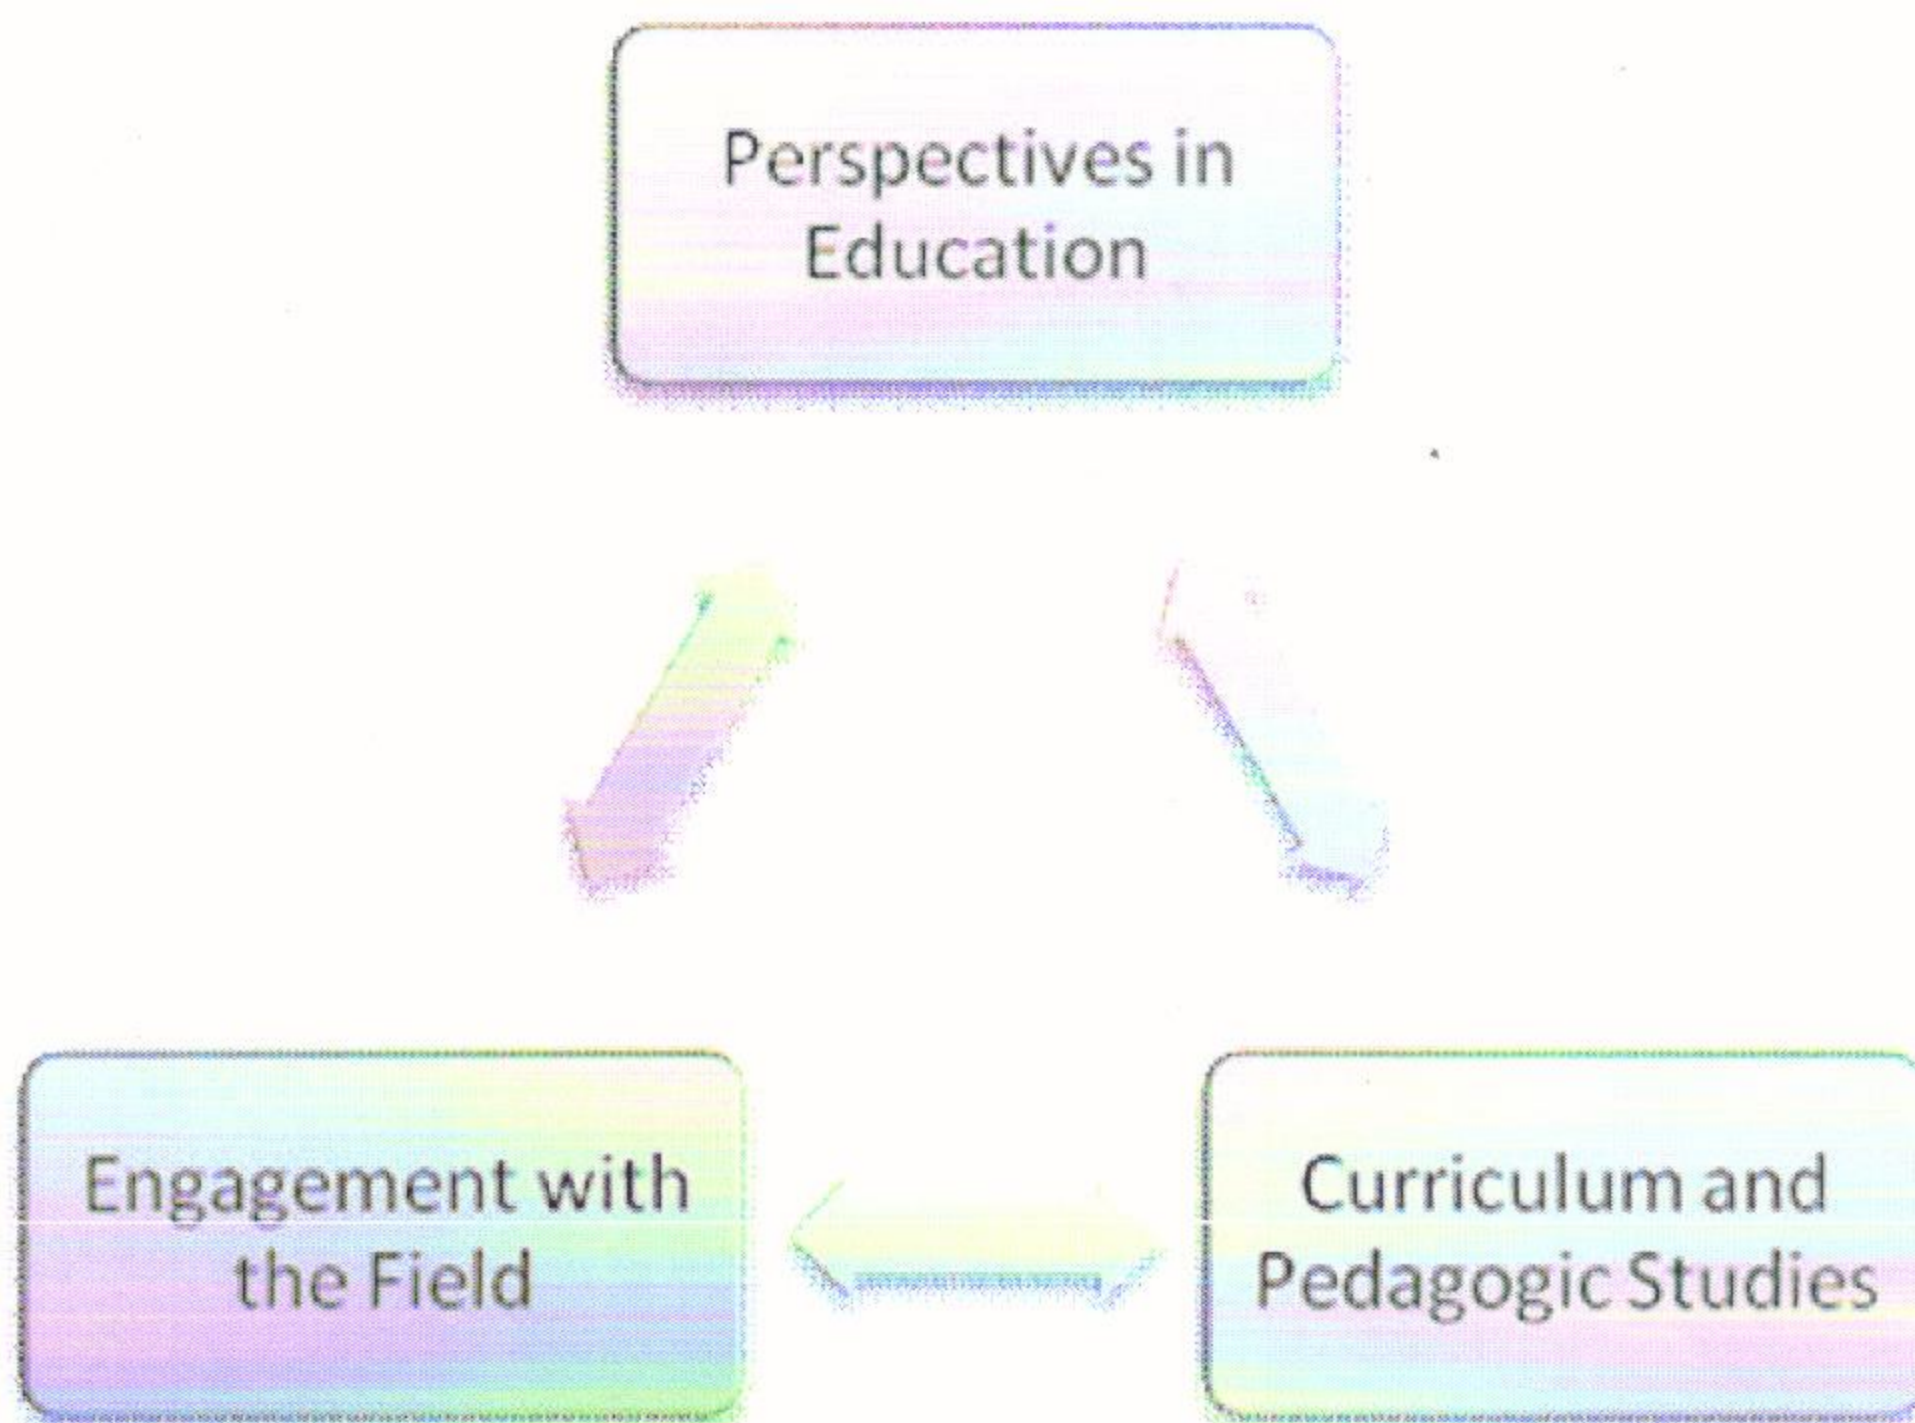 Perspectives in
Education
Engagement with
the Field
Curriculum and
Pedagogic Studies